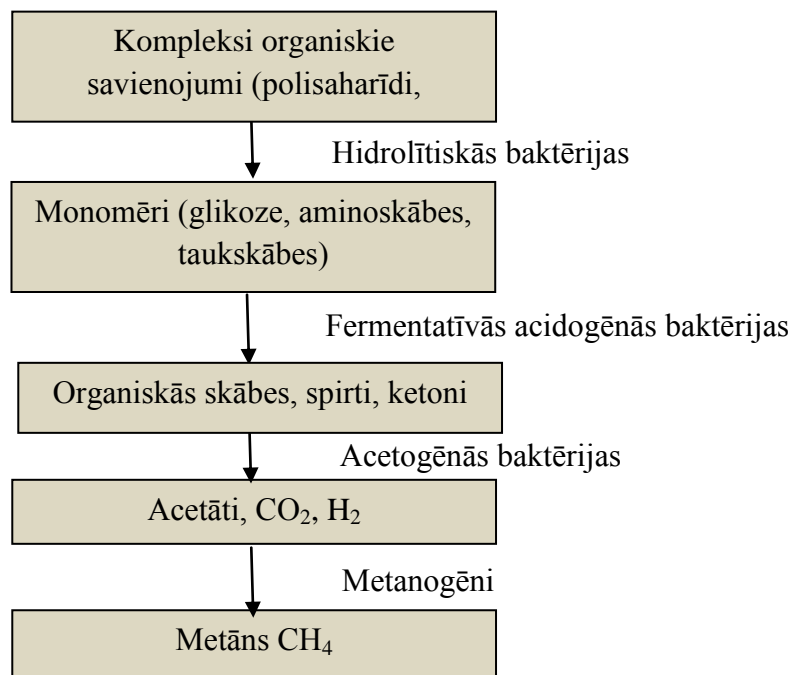 Kompleksi organiskie
savienojumi (polisaharīdi,
Hidrolītiskās baktērijas
Monomēri (glikoze, aminoskābes,
taukskābes)
Fermentatīvās acidogēnās baktērijas
Organiskās skābes, spirti, ketoni
Acetogēnās baktērijas
Acetāti, CO₂, H₂
Metanogēni
Metāns CH₄